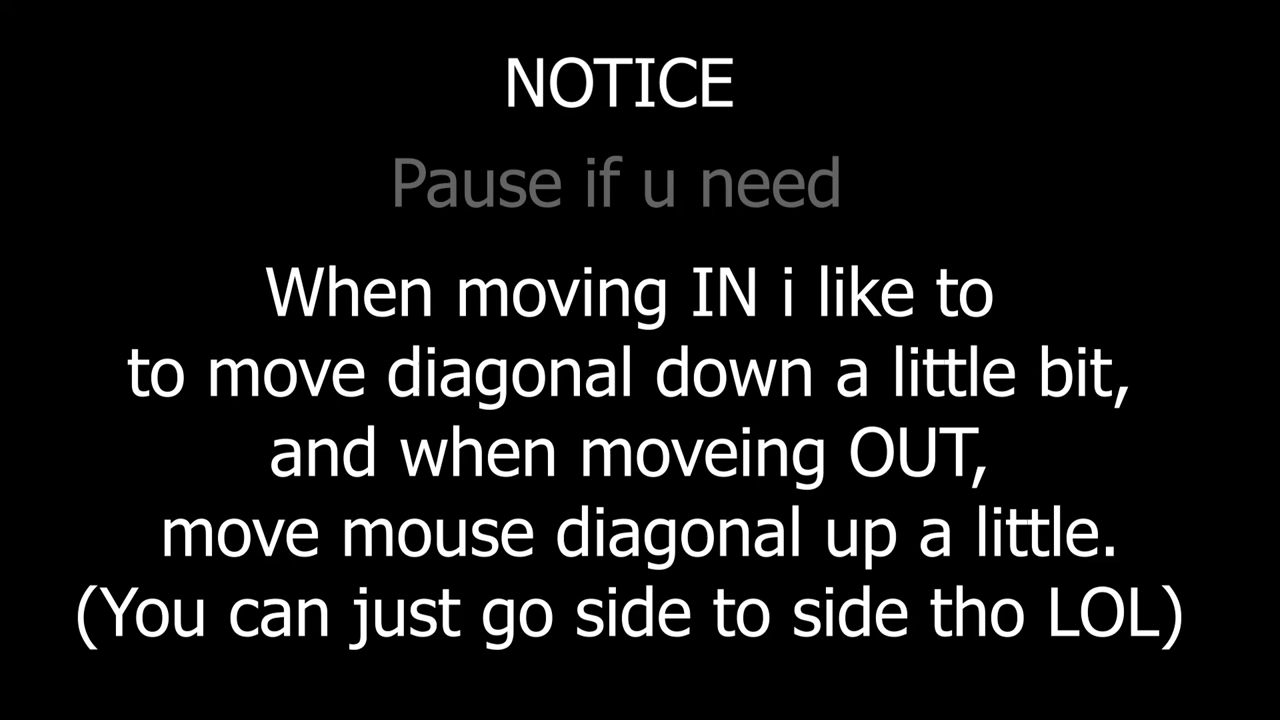 NOTICE
Pause if u need
When moving IN i like to
to move diagonal down a little bit,
and when moveing OUT,
move mouse diagonal up a little.
(You can just go side to side tho LOL)